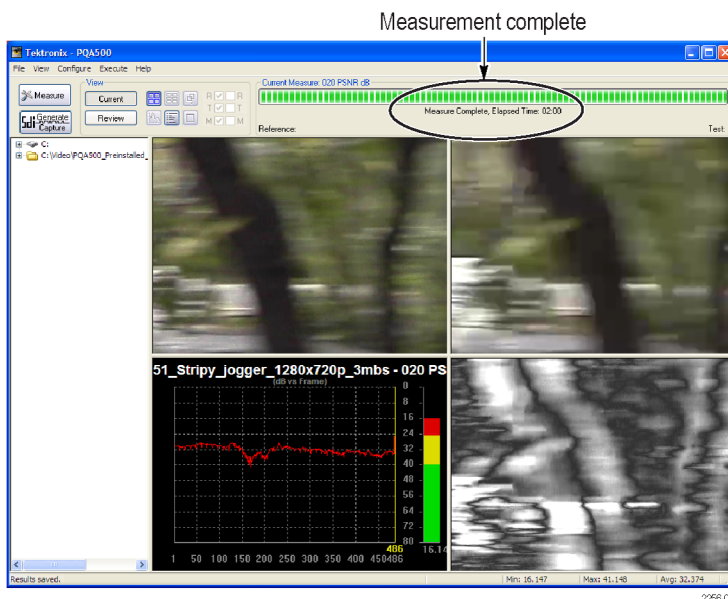 Measurement complete
Tektronix - PQA500
File View Configure Execute Help
View
Current Measure: 020 PSNR dB
Measure
Current
R R
T T
M M
Generate
Capture
Review
Measure Complete, Elapsed Time: 02:00
Reference:
Test:
C:
C:\Video\PQA500_Preinstalled_
51_Stripy_jogger_1280x720p_3mbs - 020 PS
(dB vs Frame)
0
8
16
24
32
40
48
56
64
72
80
486 16.14
1 50 100 150 200 250 300 350 400 450486
Results saved.
Min: 16.147
Max: 41.148
Avg: 32.374